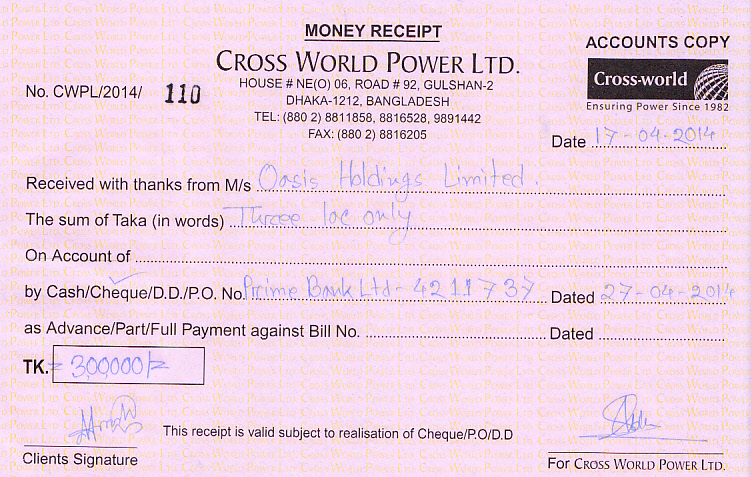 MONEY RECEIPT
ACCOUNTS COPY
CROSS WORLD POWER LTD.
Cross-world
Ensuring Power Since 1982
No. CWPL/2014/ 110
HOUSE # NE(O) 06, ROAD # 92, GULSHAN-2
DHAKA-1212, BANGLADESH
TEL: (880 2) 8811858, 8816528, 9891442
FAX: (880 2) 8816205
Date 17-04-2014
Received with thanks from M/s Oasis Holdings Limited.
The sum of Taka (in words) Three lac only
On Account of
by Cash/Cheque/D.D./P.O. No. Prime Bank Ltd - 4211737 Dated 27-04-2014
as Advance/Part/Full Payment against Bill No. Dated
TK. = 300000/=
This receipt is valid subject to realisation of Cheque/P.O/D.D
Clients Signature
For CROSS WORLD POWER LTD.